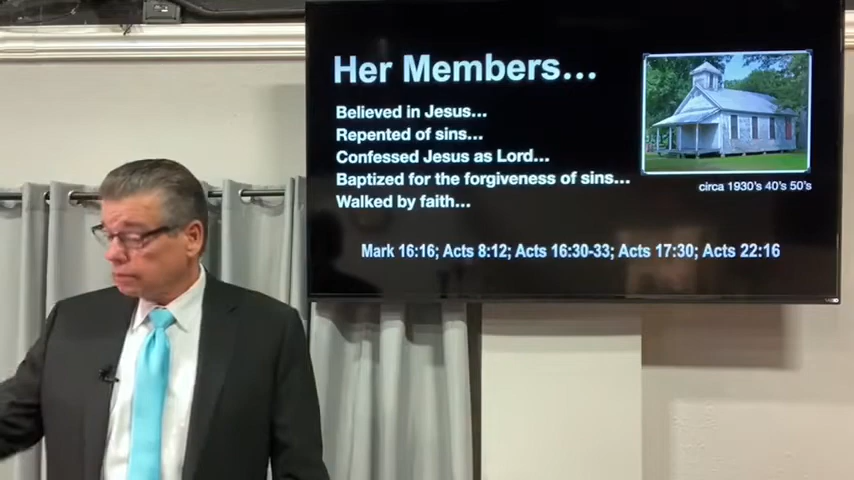 Her Members...
Believed in Jesus...
Repented of sins...
Confessed Jesus as Lord...
Baptized for the forgiveness of sins...
Walked by faith...
circa 1930's 40's 50's
Mark 16:16; Acts 8:12; Acts 16:30-33; Acts 17:30; Acts 22:16